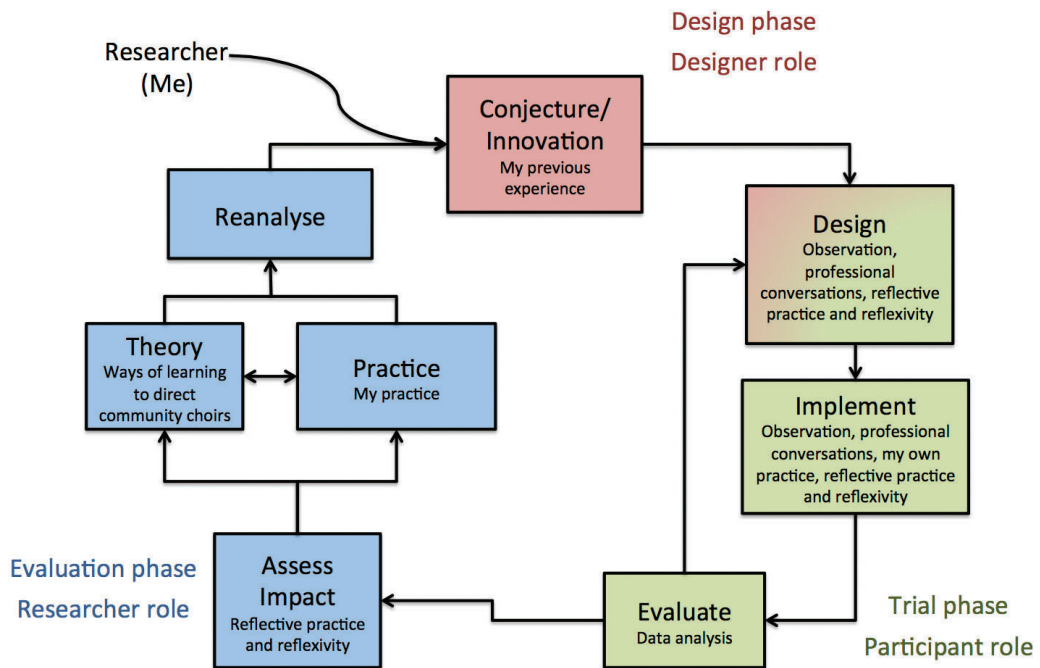 Design phase
Designer role
Researcher
(Me)
Conjecture/
Innovation
My previous
experience
Reanalyse
Design
Observation,
professional
conversations, reflective
practice and reflexivity
Theory
Ways of learning
to direct
community choirs
Practice
My practice
Implement
Observation, professional
conversations, my own
practice, reflective practice
and reflexivity
Evaluation phase
Researcher role
Assess
Impact
Reflective practice
and reflexivity
Evaluate
Data analysis
Trial phase
Participant role